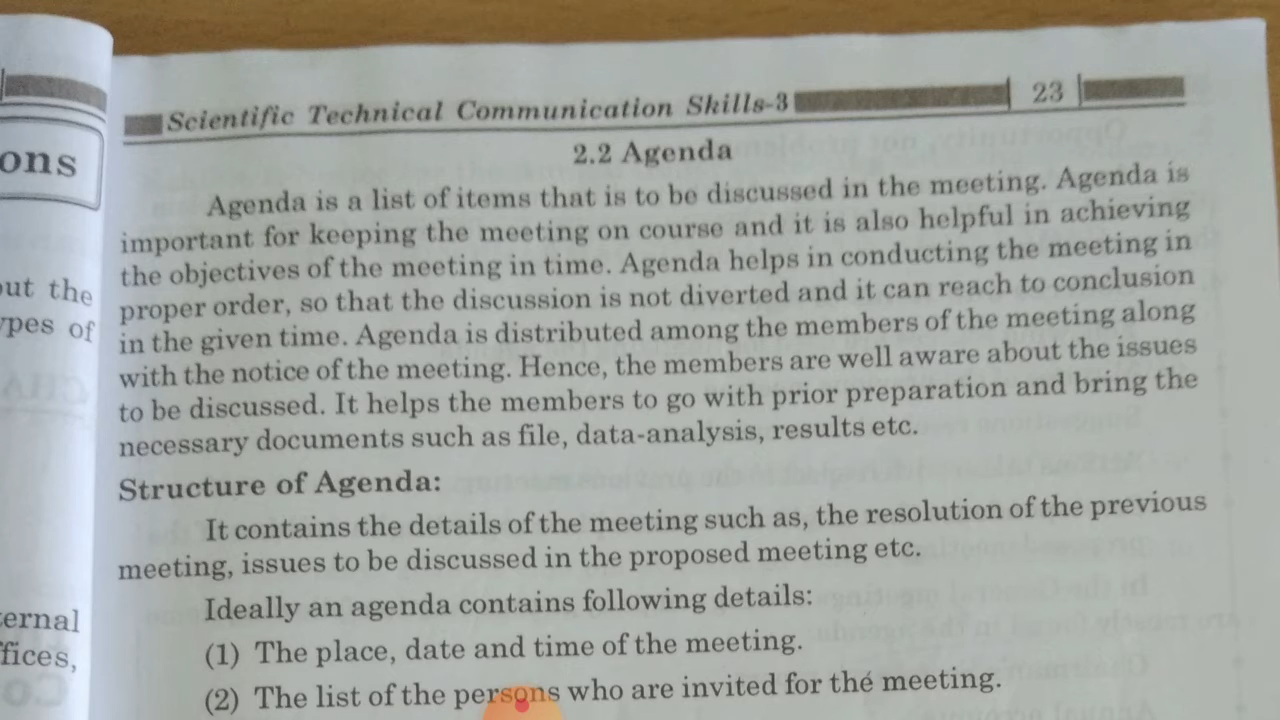 Scientific Technical Communication Skills-3 23
2.2 Agenda
Agenda is a list of items that is to be discussed in the meeting. Agenda is
important for keeping the meeting on course and it is also helpful in achieving
the objectives of the meeting in time. Agenda helps in conducting the meeting in
proper order, so that the discussion is not diverted and it can reach to conclusion
in the given time. Agenda is distributed among the members of the meeting along
with the notice of the meeting. Hence, the members are well aware about the issues
to be discussed. It helps the members to go with prior preparation and bring the
necessary documents such as file, data-analysis, results etc.
Structure of Agenda:
It contains the details of the meeting such as, the resolution of the previous
meeting, issues to be discussed in the proposed meeting etc.
Ideally an agenda contains following details:
(1) The place, date and time of the meeting.
(2) The list of the persons who are invited for the meeting.
ons
the
of